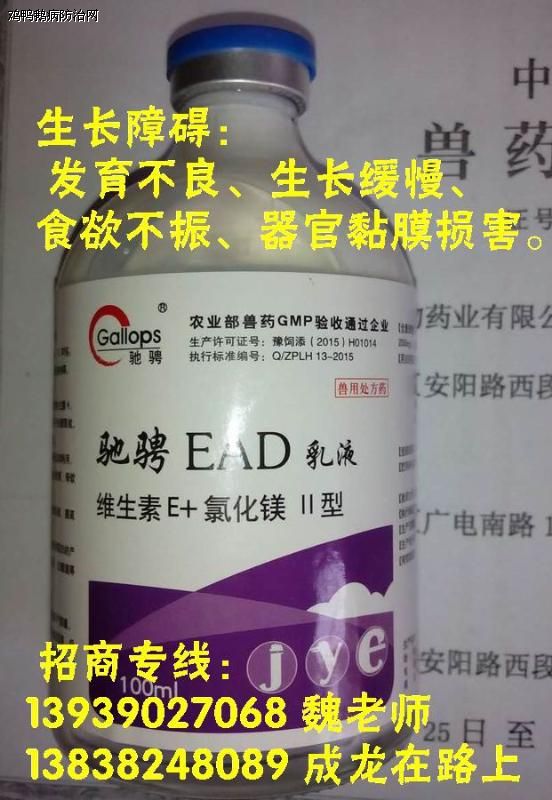 鸡鸭鹅病防治网
中
兽药
证号
生长障碍：
发育不良、生长缓慢、
食欲不振、器官黏膜损害。
Gallops®
驰骋
农业部兽药GMP验收通过企业
生产许可证号：豫饲添（2015）H01014
执行标准编号：Q/ZPLH 13-2015
兽用处方药
物药业有限公
安阳路西段
驰骋 EAD 乳液
维生素E+氯化镁 II型
广电南路
jye
100ml
安阳路西段
25日 至
招商专线：
13939027068 魏老师
13838248089 成龙在路上